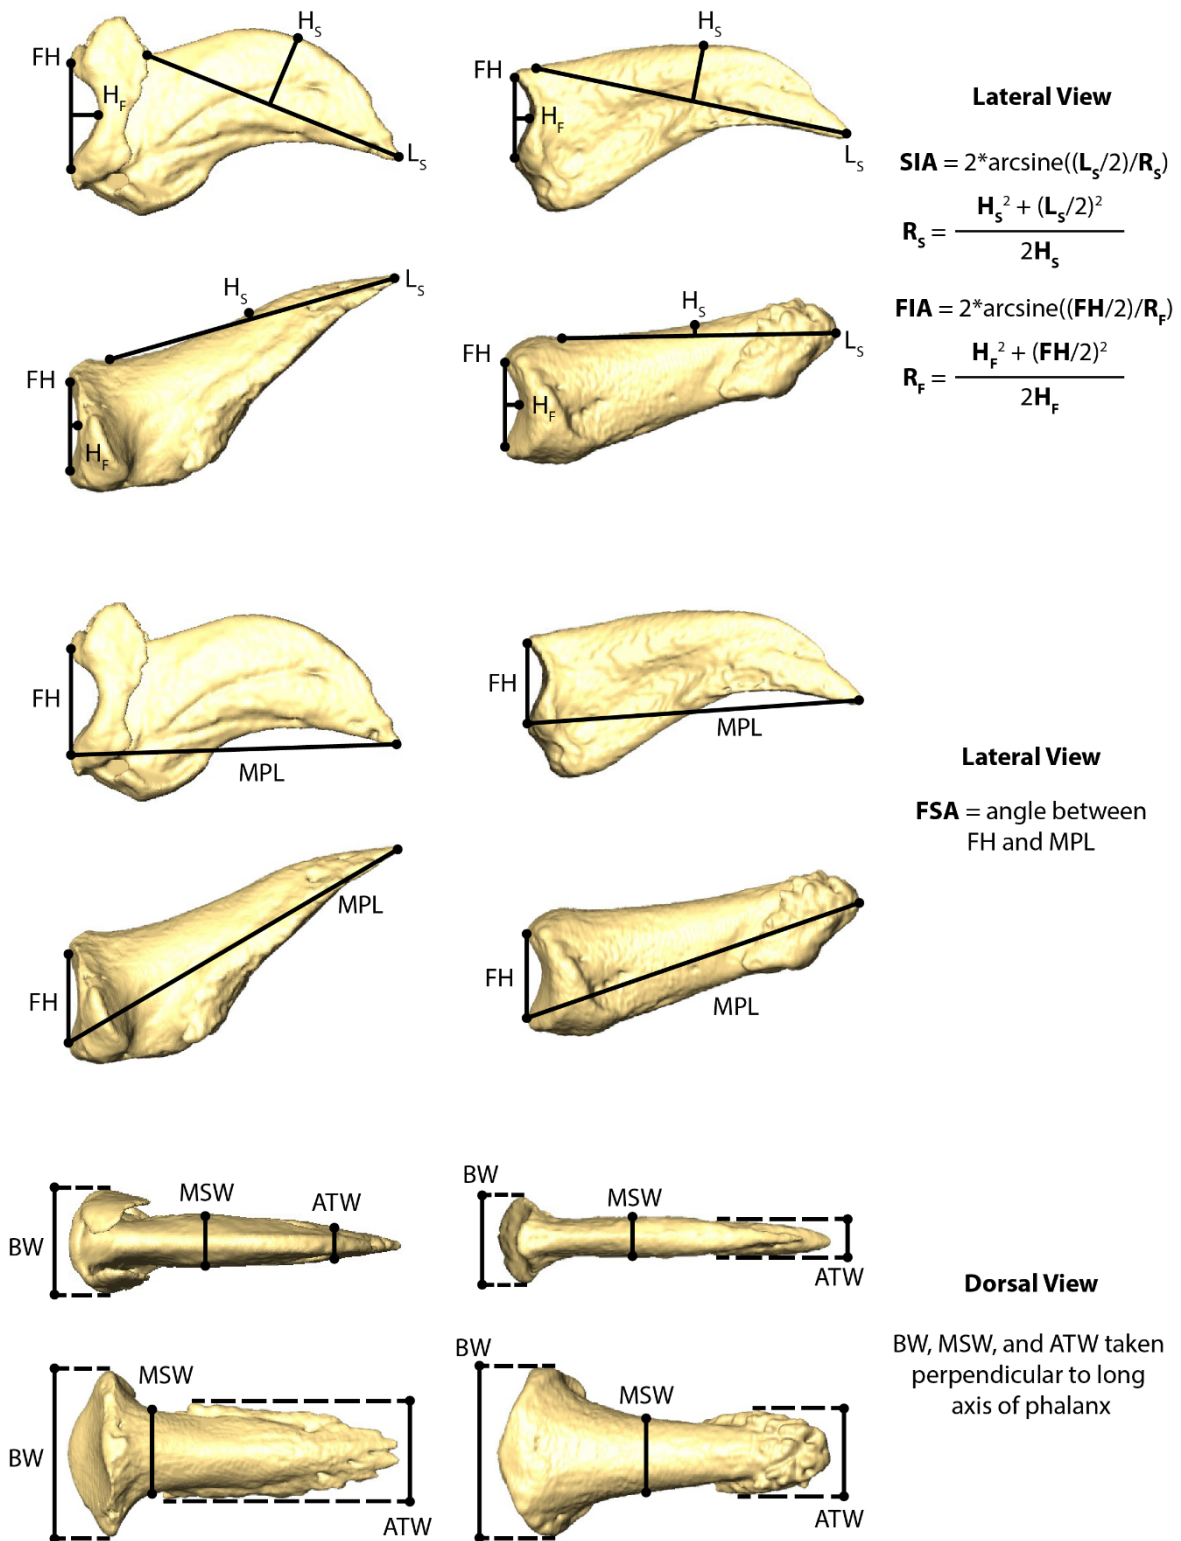 H_S
FH
H_F
L_S
H_S
FH
H_F
L_S
Lateral View
SIA = 2*arcsine((L_S/2)/R_S)
R_S = H_S² + (L_S/2)²
2H_S
H_S
L_S
FH
H_F
H_S
FH
L_S
H_F
FIA = 2*arcsine((FH/2)/R_F)
R_F = H_F² + (FH/2)²
2H_F
FH
MPL
FH
MPL
Lateral View
FSA = angle between
FH and MPL
MPL
FH
FH
MPL
MSW
ATW
BW
BW
MSW
ATW
Dorsal View
BW, MSW, and ATW taken
perpendicular to long
axis of phalanx
MSW
BW
ATW
BW
MSW
ATW